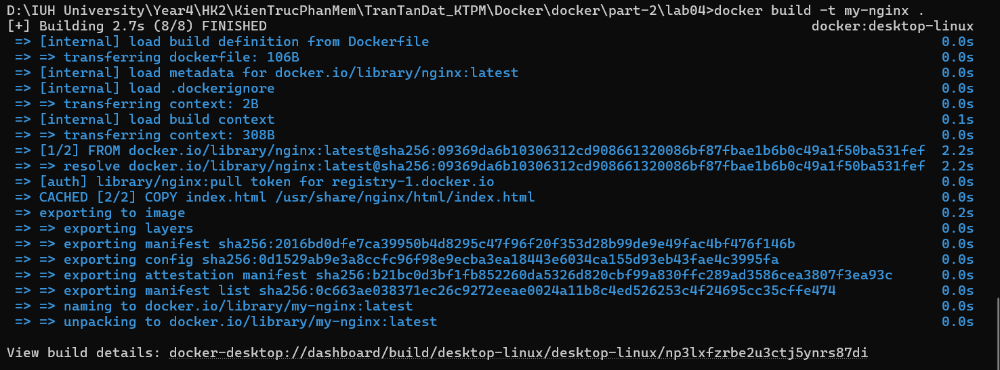 D:\IUH University\Year4\HK2\KienTrucPhanMem\TranTanDat_KTPM\Docker\docker\part-2\lab04>docker build -t my-nginx .
[+] Building 2.7s (8/8) FINISHED docker:desktop-linux
=> [internal] load build definition from Dockerfile 0.0s
=> => transferring dockerfile: 106B 0.0s
=> [internal] load metadata for docker.io/library/nginx:latest 0.0s
=> [internal] load .dockerignore 0.0s
=> => transferring context: 2B 0.0s
=> [internal] load build context 0.1s
=> => transferring context: 308B 0.0s
=> [1/2] FROM docker.io/library/nginx:latest@sha256:09369da6b10306312cd908661320086bf87fbae1b6b0c49a1f50ba531fef 2.2s
=> => resolve docker.io/library/nginx:latest@sha256:09369da6b10306312cd908661320086bf87fbae1b6b0c49a1f50ba531fef 2.2s
=> [auth] library/nginx:pull token for registry-1.docker.io 0.0s
=> CACHED [2/2] COPY index.html /usr/share/nginx/html/index.html 0.0s
=> exporting to image 0.2s
=> => exporting layers 0.0s
=> => exporting manifest sha256:2016bd0dfe7ca39950b4d8295c47f96f20f353d28b99de9e49fac4bf476f146b 0.0s
=> => exporting config sha256:0d1529ab9e3a8ccfc96f98e9ecba3ea18443e6034ca155d93eb43fae4c3995fa 0.0s
=> => exporting attestation manifest sha256:b21bc0d3bf1fb852260da5326d820cbf99a830ffc289ad3586cea3807f3ea93c 0.0s
=> => exporting manifest list sha256:0c663ae038371ec26c9272eeae0024a11b8c4ed526253c4f24695cc35cffe474 0.0s
=> => naming to docker.io/library/my-nginx:latest 0.0s
=> => unpacking to docker.io/library/my-nginx:latest 0.0s
View build details: docker-desktop://dashboard/build/desktop-linux/desktop-linux/np3lxfzrbe2u3ctj5ynrs87di